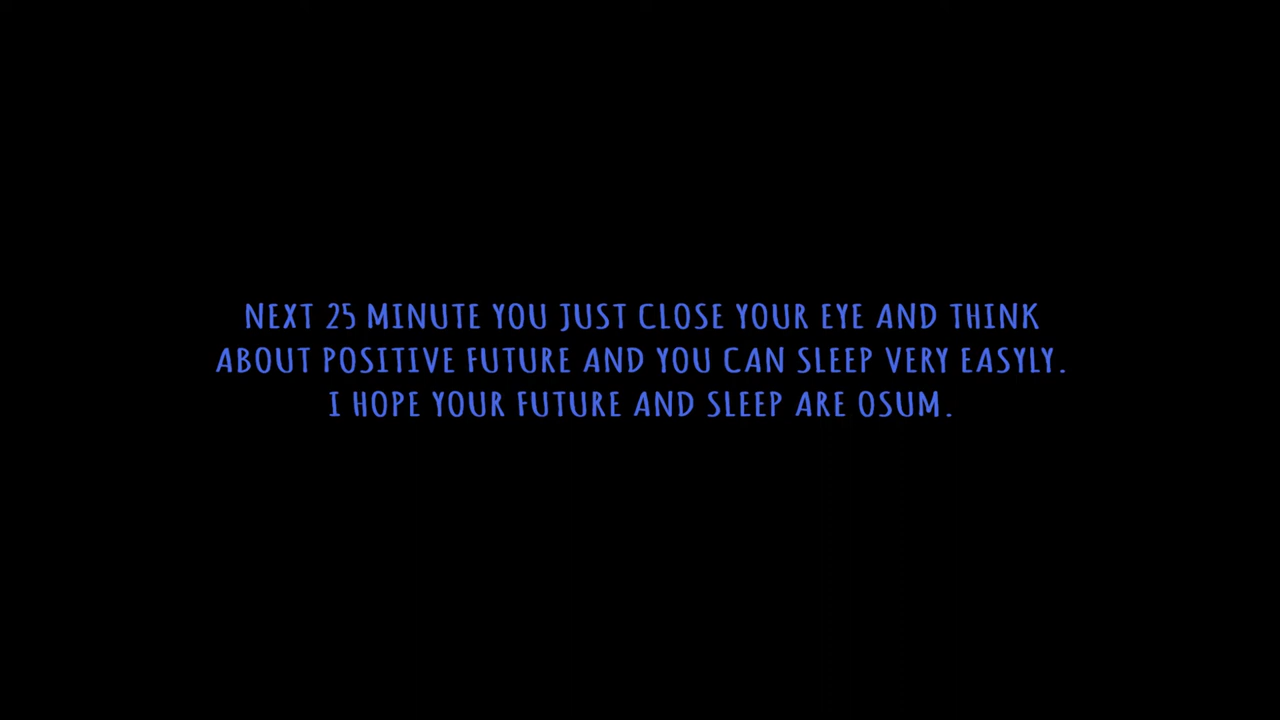 NEXT 25 MINUTE YOU JUST CLOSE YOUR EYE AND THINK
ABOUT POSITIVE FUTURE AND YOU CAN SLEEP VERY EASYLY.
I HOPE YOUR FUTURE AND SLEEP ARE OSUM.